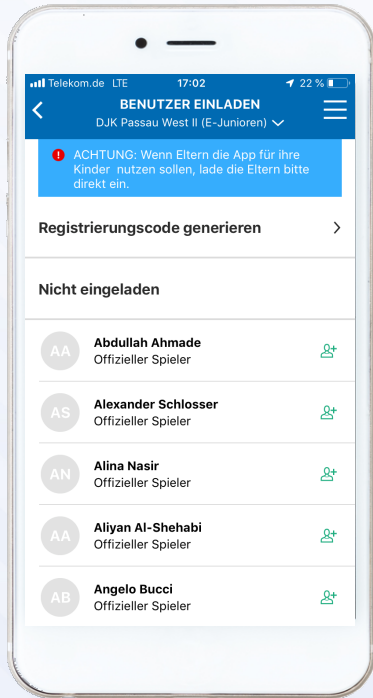 Telekom.de LTE 17:02 22 %
BENUTZER EINLADEN
DJK Passau West II (E-Junioren)
ACHTUNG: Wenn Eltern die App für ihre
Kinder nutzen sollen, lade die Eltern bitte
direkt ein.
Registrierungscode generieren
Nicht eingeladen
AA Abdullah Ahmade
Offizieller Spieler
AS Alexander Schlosser
Offizieller Spieler
AN Alina Nasir
Offizieller Spieler
AA Aliyan Al-Shehabi
Offizieller Spieler
AB Angelo Bucci
Offizieller Spieler